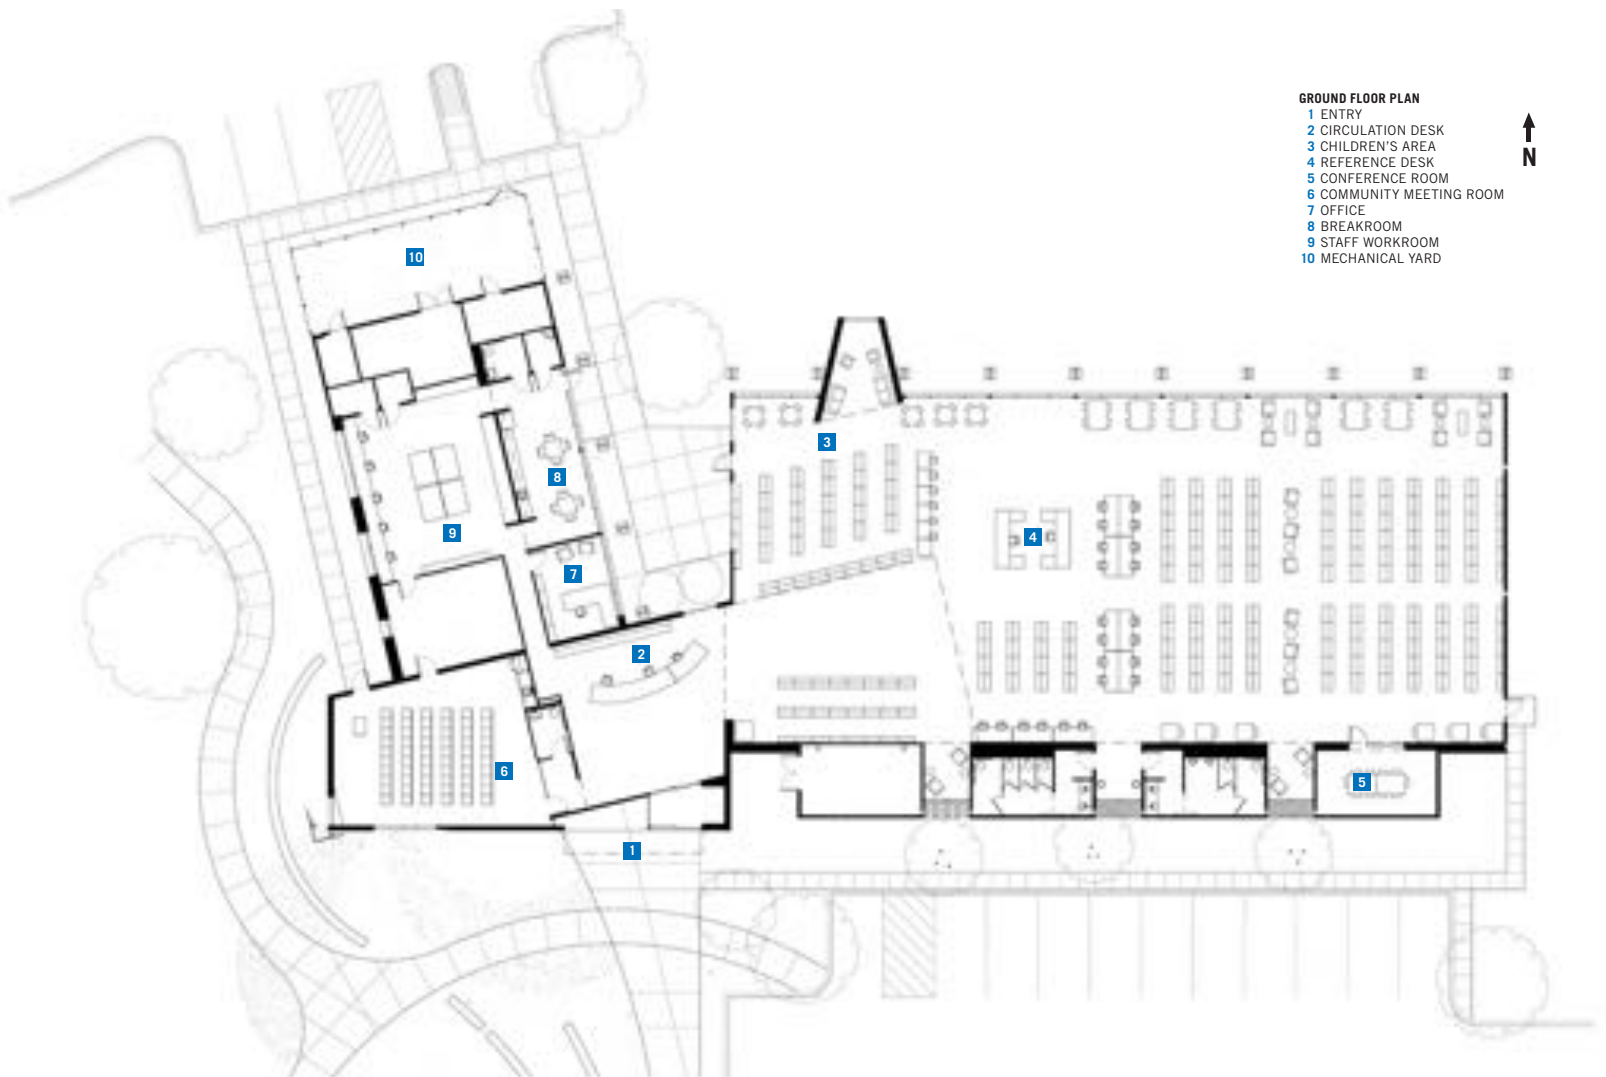 GROUND FLOOR PLAN
1 ENTRY
2 CIRCULATION DESK
3 CHILDREN'S AREA
4 REFERENCE DESK
5 CONFERENCE ROOM
6 COMMUNITY MEETING ROOM
7 OFFICE
8 BREAKROOM
9 STAFF WORKROOM
10 MECHANICAL YARD
N
10
3
8
9
4
7
2
6
5
1